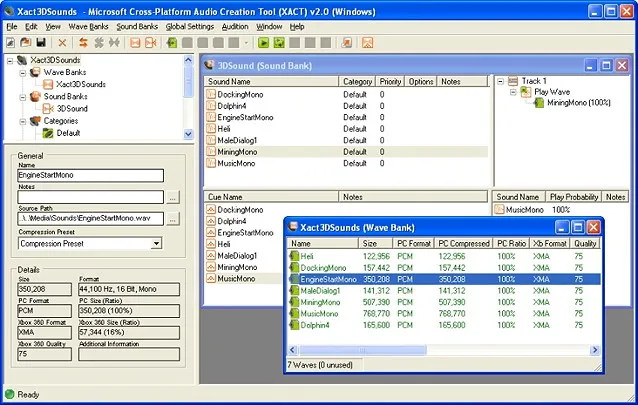 Xact3DSounds - Microsoft Cross-Platform Audio Creation Tool (XACT) v2.0 (Windows)
File Edit View Wave Banks Sound Banks Global Settings Audition Window Help
Xact3DSounds
Wave Banks
Xact3DSounds
Sound Banks
3DSound
Categories
Default
General
Name
EngineStartMono
Notes
...
Source Path
..\..\Media\Sounds\EngineStartMono.wav
...
Compression Preset
Compression Preset
Details
Size Format
350,208 44,100 Hz, 16 Bit, Mono
PC Format PC Size (Ratio)
PCM 350,208 (100%)
Xbox 360 Format Xbox 360 Size (Ratio)
XMA 57,344 (16%)
Xbox 360 Quality Additional Information
75
3DSound (Sound Bank)
Sound Name Category Priority Options Notes
DockingMono Default 0
Dolphin4 Default 0
EngineStartMono Default 0
Heli Default 0
MaleDialog1 Default 0
MiningMono Default 0
MusicMono Default 0
Track 1
Play Wave
MiningMono (100%)
Cue Name Notes
DockingMono
Dolphin4
EngineStartMono
Heli
MaleDialog1
MiningMono
MusicMono
Sound Name Play Probability Notes
MusicMono 100%
Xact3DSounds (Wave Bank)
Name Size PC Format PC Compressed PC Ratio Xb Format Quality
Heli 122,956 PCM 122,956 100% XMA 75
DockingMono 157,442 PCM 157,442 100% XMA 75
EngineStartMono 350,208 PCM 350,208 100% XMA 75
MaleDialog1 141,312 PCM 141,312 100% XMA 75
MiningMono 507,390 PCM 507,390 100% XMA 75
MusicMono 768,770 PCM 768,770 100% XMA 75
Dolphin4 165,600 PCM 165,600 100% XMA 75
7 Waves (0 unused)
Ready